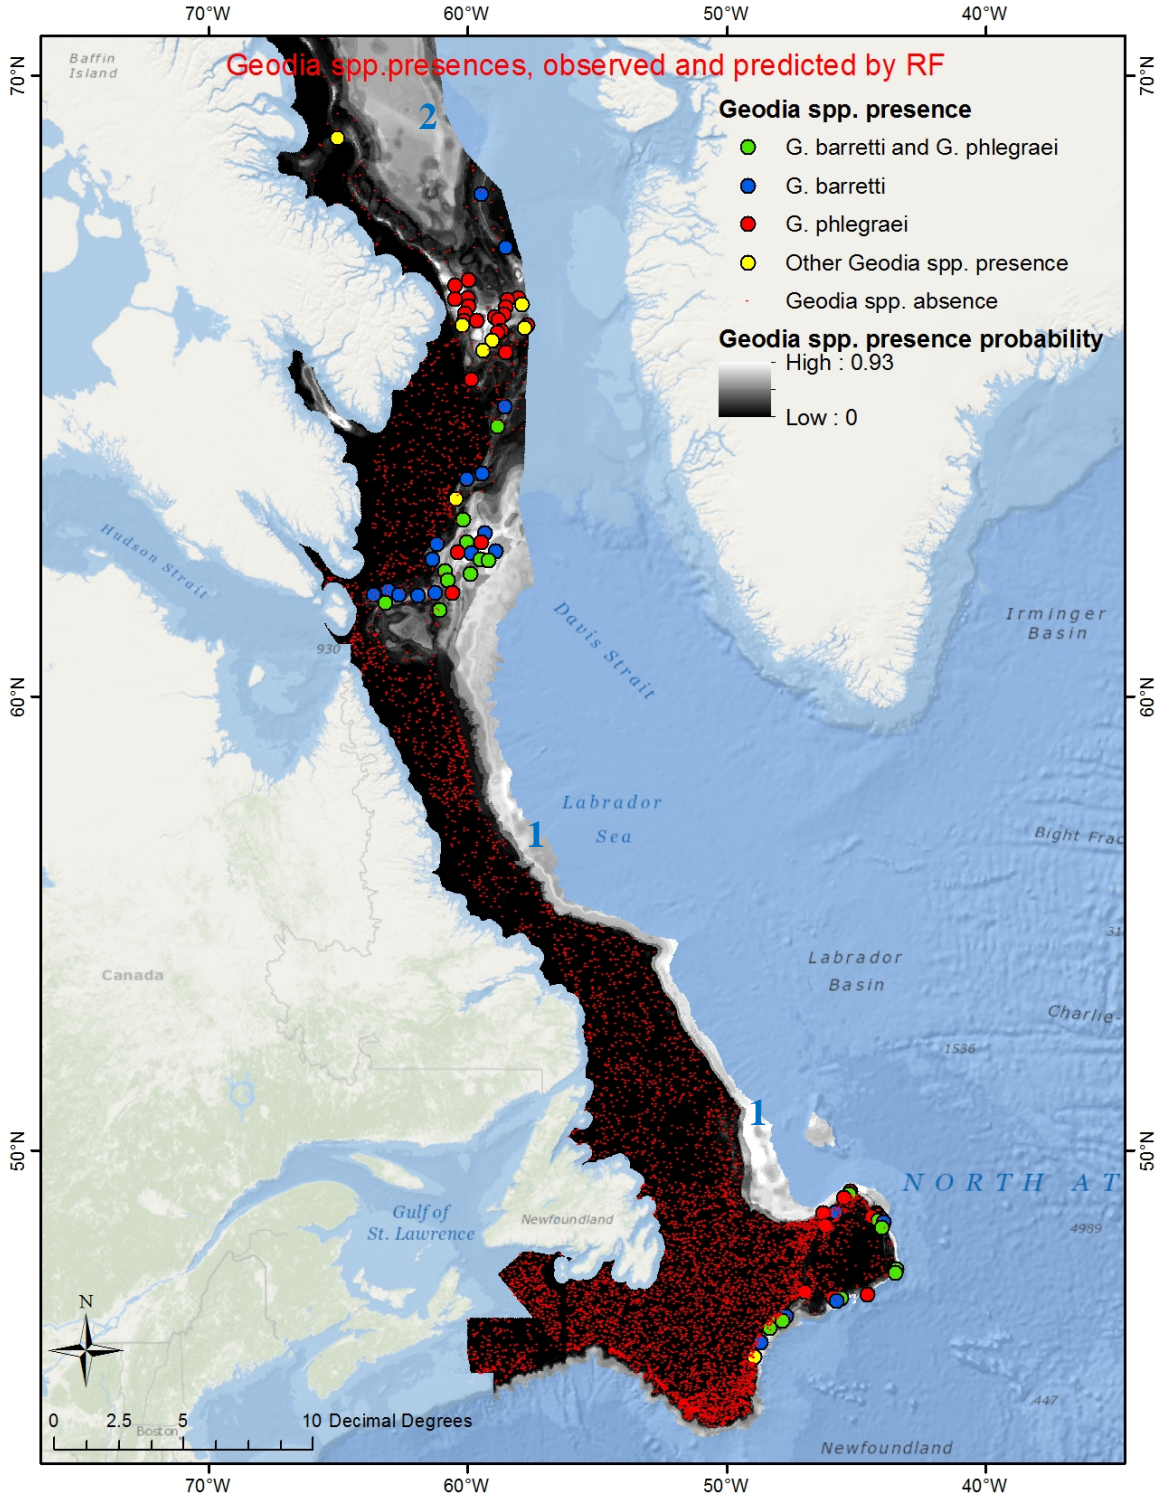 70°W 60°W 50°W 40°W
70°N 70°N
Baffin
Island
Geodia spp.presences, observed and predicted by RF
2
Geodia spp. presence
G. barretti and G. phlegraei
G. barretti
G. phlegraei
Other Geodia spp. presence
Geodia spp. absence
Geodia spp. presence probability
High : 0.93
Low : 0
Hudson Strait
930
Davis Strait
Irminger
Basin
60°N 60°N
Labrador
Sea
1
Bight Frac
31
Canada
Labrador
Basin
Charlie-
1536
1
50°N 50°N
NORTH AT
Gulf of
St. Lawrence
Newfoundland
4989
N
447
0 2.5 5 10 Decimal Degrees
Boston
Newfoundland
70°W 60°W 50°W 40°W